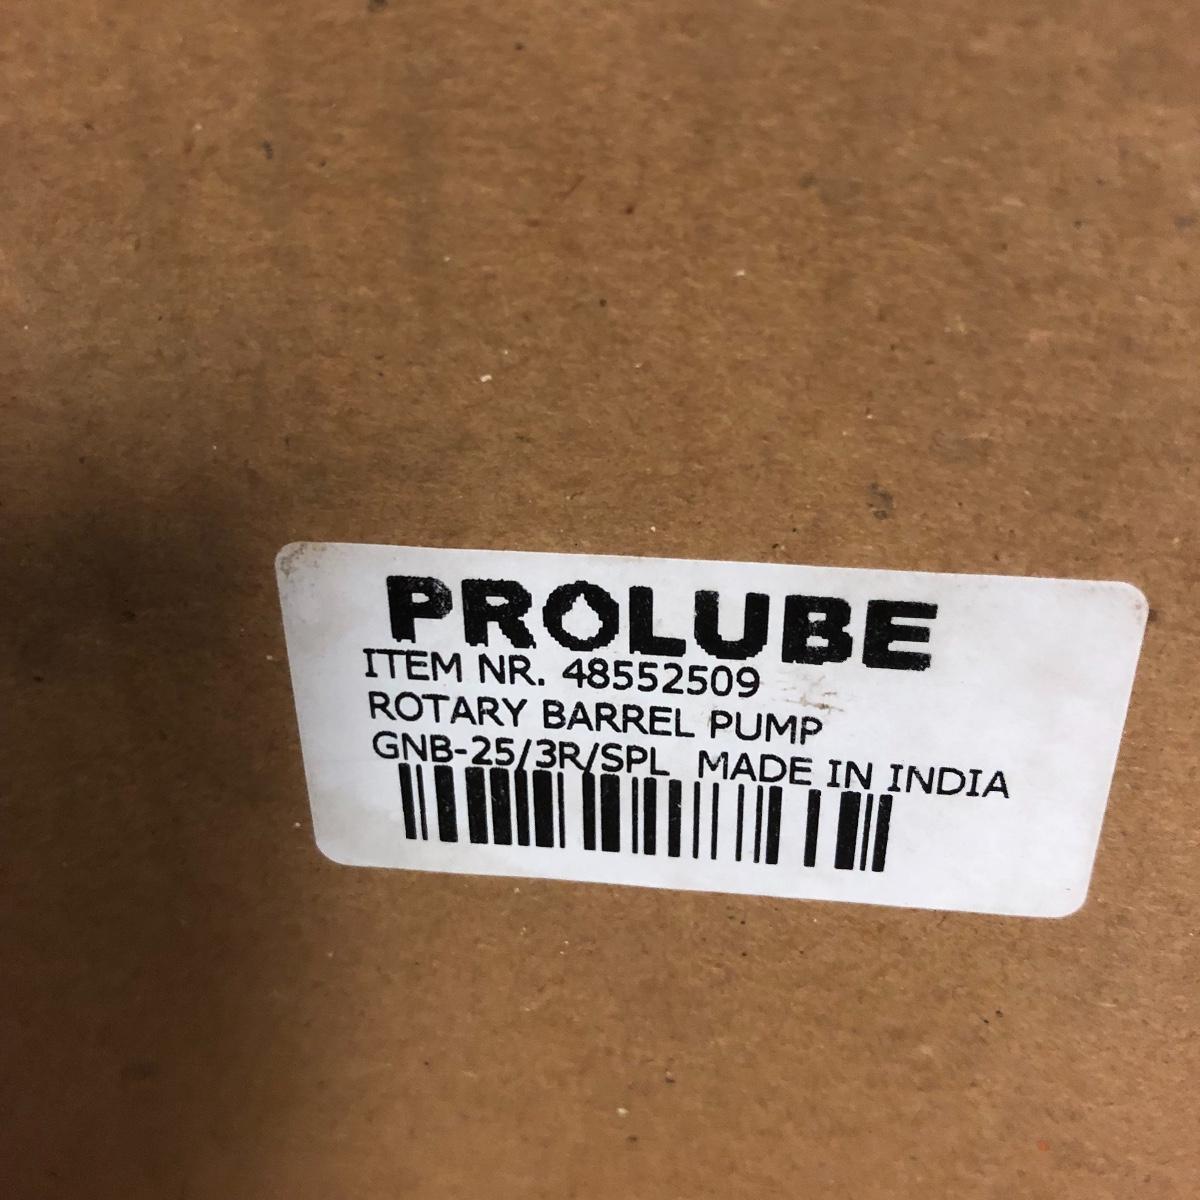 PROLUBE
ITEM NR. 48552509
ROTARY BARREL PUMP
GNB-25/3R/SPL MADE IN INDIA